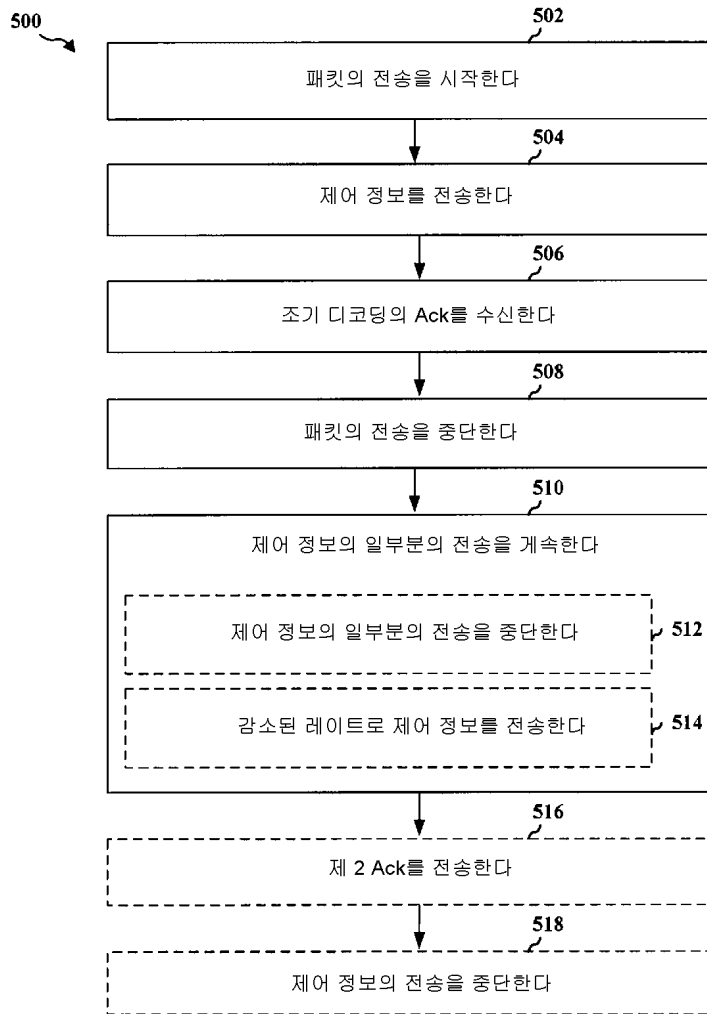 500
502
패킷의 전송을 시작한다
504
제어 정보를 전송한다
506
조기 디코딩의 Ack를 수신한다
508
패킷의 전송을 중단한다
510
제어 정보의 일부분의 전송을 게속한다
제어 정보의 일부분의 전송을 중단한다
512
감소된 레이트로 제어 정보를 전송한다
514
516
제 2 Ack를 전송한다
518
제어 정보의 전송을 중단한다